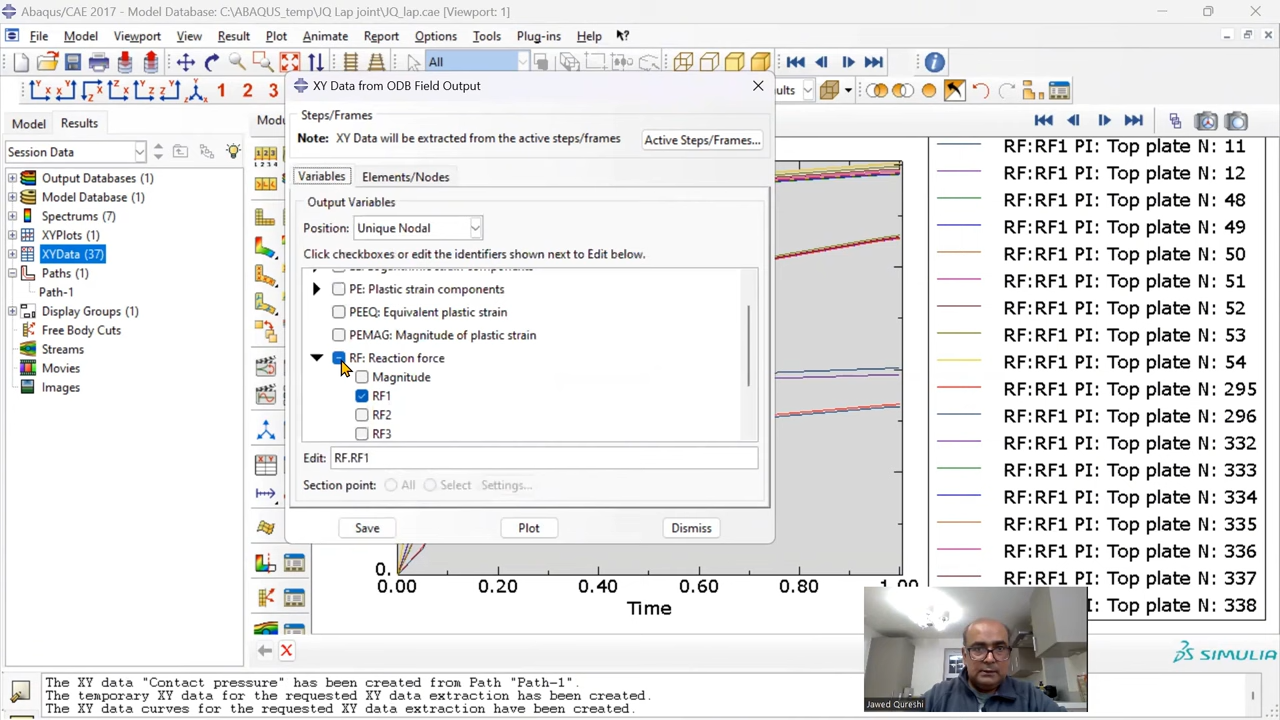 Abaqus/CAE 2017 - Model Database: C:\ABAQUS_temp\JQ Lap joint\JQ_lap.cae [Viewport: 1]
File Model Viewport View Result Plot Animate Report Options Tools Plug-ins Help
All
1 2 3
Model Results
Session Data
Output Databases (1)
Model Database (1)
Spectrums (7)
XYPlots (1)
XYData (37)
Paths (1)
Path-1
Display Groups (1)
Free Body Cuts
Streams
Movies
Images
XY Data from ODB Field Output
Steps/Frames
Note: XY Data will be extracted from the active steps/frames
Active Steps/Frames...
Variables Elements/Nodes
Output Variables
Position: Unique Nodal
Click checkboxes or edit the identifiers shown next to Edit below.
PE: Plastic strain components
PEEQ: Equivalent plastic strain
PEMAG: Magnitude of plastic strain
RF: Reaction force
Magnitude
RF1
RF2
RF3
Edit: RF.RF1
Section point: All Select Settings...
Save Plot Dismiss
RF:RF1 PI: Top plate N: 11
RF:RF1 PI: Top plate N: 12
RF:RF1 PI: Top plate N: 48
RF:RF1 PI: Top plate N: 49
RF:RF1 PI: Top plate N: 50
RF:RF1 PI: Top plate N: 51
RF:RF1 PI: Top plate N: 52
RF:RF1 PI: Top plate N: 53
RF:RF1 PI: Top plate N: 54
RF:RF1 PI: Top plate N: 295
RF:RF1 PI: Top plate N: 296
RF:RF1 PI: Top plate N: 332
RF:RF1 PI: Top plate N: 333
RF:RF1 PI: Top plate N: 334
RF:RF1 PI: Top plate N: 335
RF:RF1 PI: Top plate N: 336
RF:RF1 PI: Top plate N: 337
RF:RF1 PI: Top plate N: 338
0.
0.00 0.20 0.40 0.60 0.80 1.00
Time
SIMULIA
Jawed Qureshi
The XY data "Contact pressure" has been created from Path "Path-1".
The temporary XY data for the requested XY data extraction has been created.
The XY data curves for the requested XY data extraction have been created.